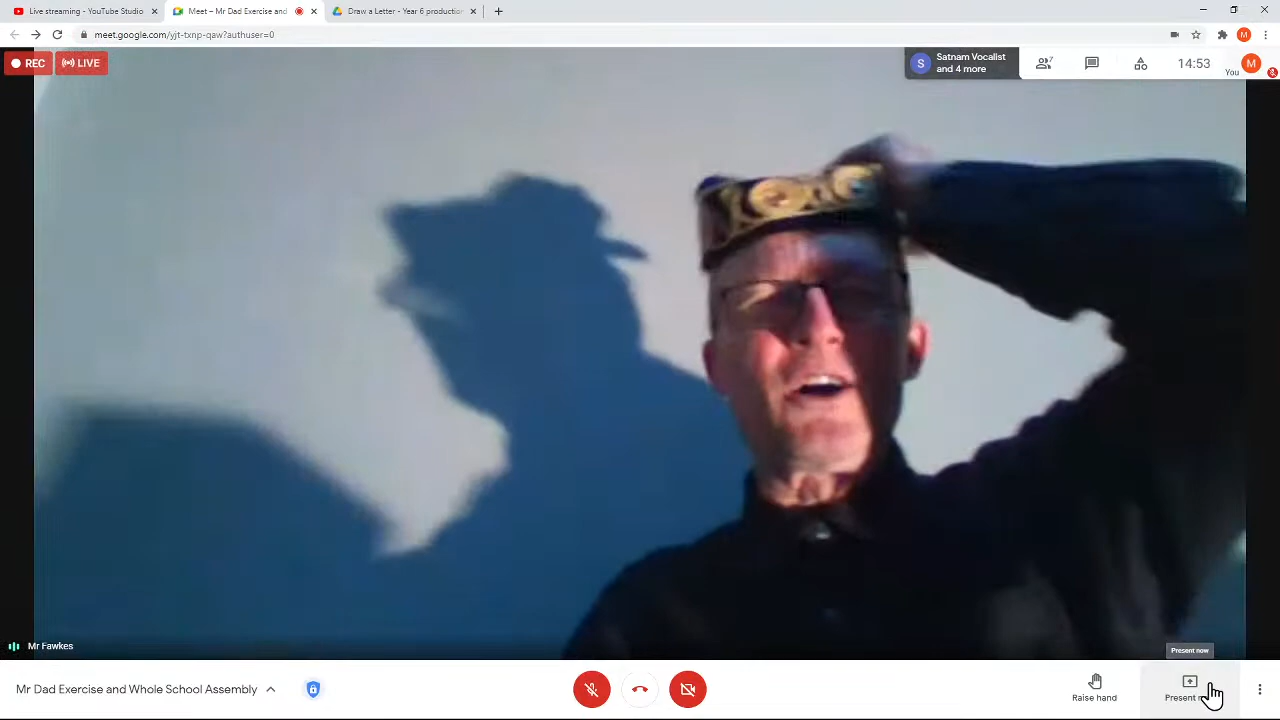 Live streaming - YouTube Studio
Meet – Mr Dad Exercise and
Draw a Letter - Year 6 production
meet.google.com/yjt-txnp-qaw?authuser=0
M
REC
LIVE
S
Satnam Vocalist
and 4 more
7
14:53
You
M
Mr Fawkes
Present now
Mr Dad Exercise and Whole School Assembly
Raise hand
Present